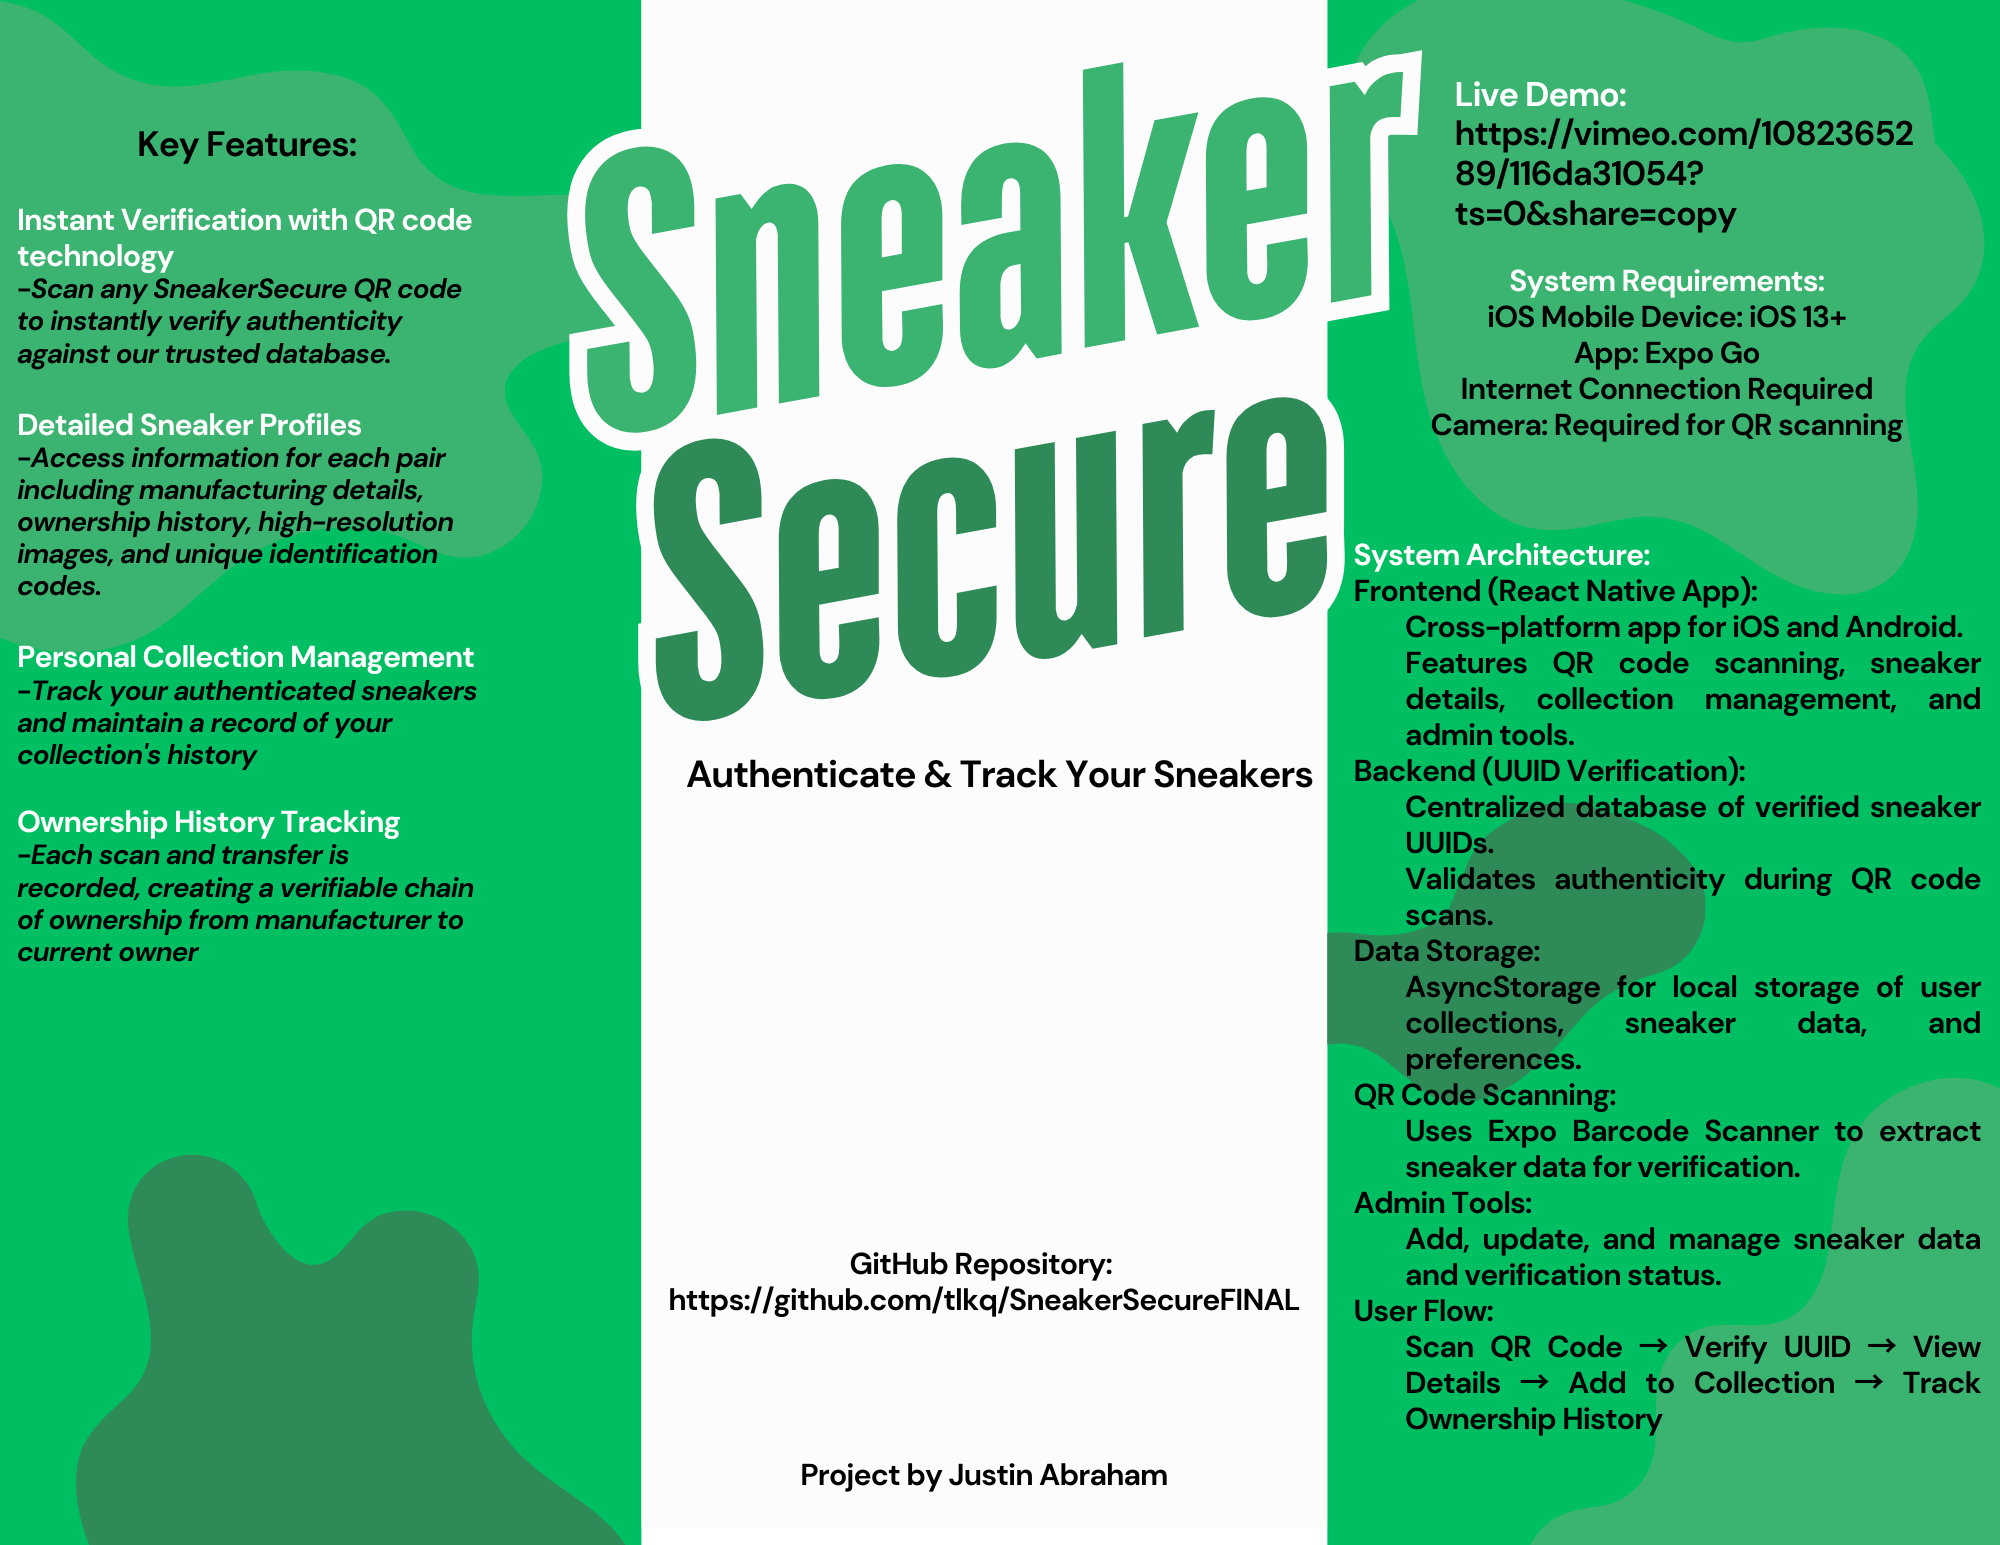 Key Features:
Instant Verification with QR code
technology
-Scan any SneakerSecure QR code
to instantly verify authenticity
against our trusted database.
Detailed Sneaker Profiles
-Access information for each pair
including manufacturing details,
ownership history, high-resolution
images, and unique identification
codes.
Personal Collection Management
-Track your authenticated sneakers
and maintain a record of your
collection's history
Ownership History Tracking
-Each scan and transfer is
recorded, creating a verifiable chain
of ownership from manufacturer to
current owner
Sneaker
Secure
Authenticate & Track Your Sneakers
GitHub Repository:
https://github.com/tlkq/SneakerSecureFINAL
Project by Justin Abraham
Live Demo:
https://vimeo.com/10823652
89/116da31054?
ts=0&share=copy
System Requirements:
iOS Mobile Device: iOS 13+
App: Expo Go
Internet Connection Required
Camera: Required for QR scanning
System Architecture:
Frontend (React Native App):
Cross-platform app for iOS and Android.
Features QR code scanning, sneaker
details, collection management, and
admin tools.
Backend (UUID Verification):
Centralized database of verified sneaker
UUIDs.
Validates authenticity during QR code
scans.
Data Storage:
AsyncStorage for local storage of user
collections, sneaker data, and
preferences.
QR Code Scanning:
Uses Expo Barcode Scanner to extract
sneaker data for verification.
Admin Tools:
Add, update, and manage sneaker data
and verification status.
User Flow:
Scan QR Code → Verify UUID → View
Details → Add to Collection → Track
Ownership History